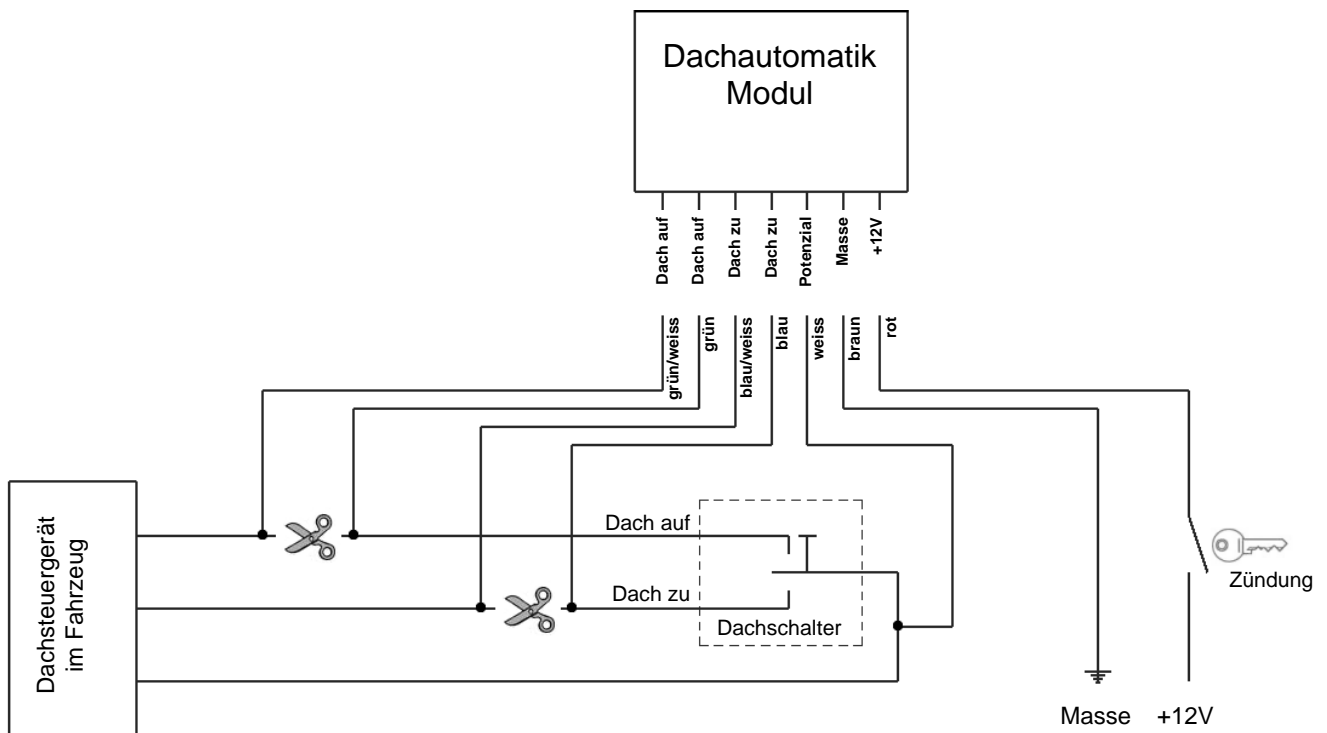 Dachautomatik
Modul
Dach auf
Dach auf
Dach zu
Dach zu
Potenzial
Masse
+12V
grün/weiss
grün
blau/weiss
blau
weiss
braun
rot
Dachsteuergerät
im Fahrzeug
Dach auf
Dach zu
Dachschalter
Zündung
Masse
+12V